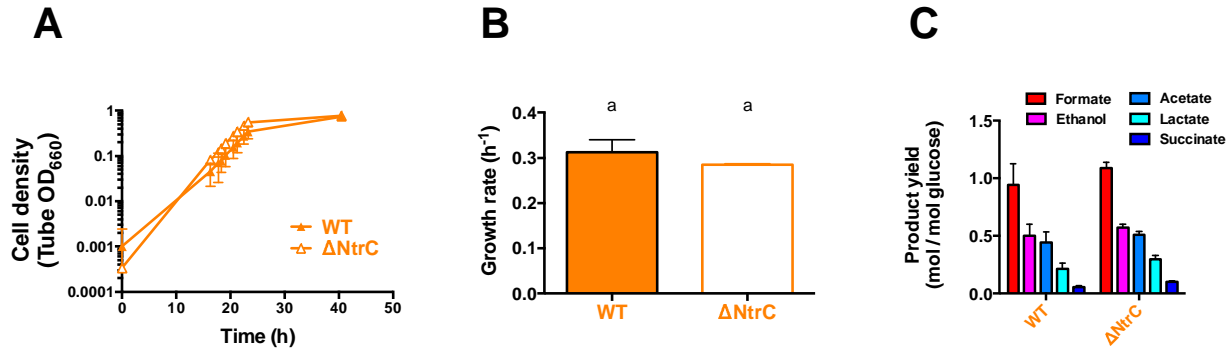 A
Cell density
(Tube OD660)
1
0.1
0.01
0.001
0.0001
WT
ΔNtrC
0
10
20
30
40
50
Time (h)
B
a
a
Growth rate (h-1)
0.4
0.3
0.2
0.1
0.0
WT
ΔNtrC
C
Formate
Acetate
Ethanol
Lactate
Succinate
Product yield
(mol / mol glucose)
1.5
1.0
0.5
0.0
WT
ΔNtrC